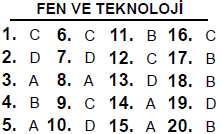 FEN VE TEKNOLOJİ
1. C 6. C 11. B 16. C
2. D 7. D 12. C 17. B
3. A 8. A 13. D 18. B
4. B 9. C 14. A 19. D
5. A 10. D 15. A 20. B